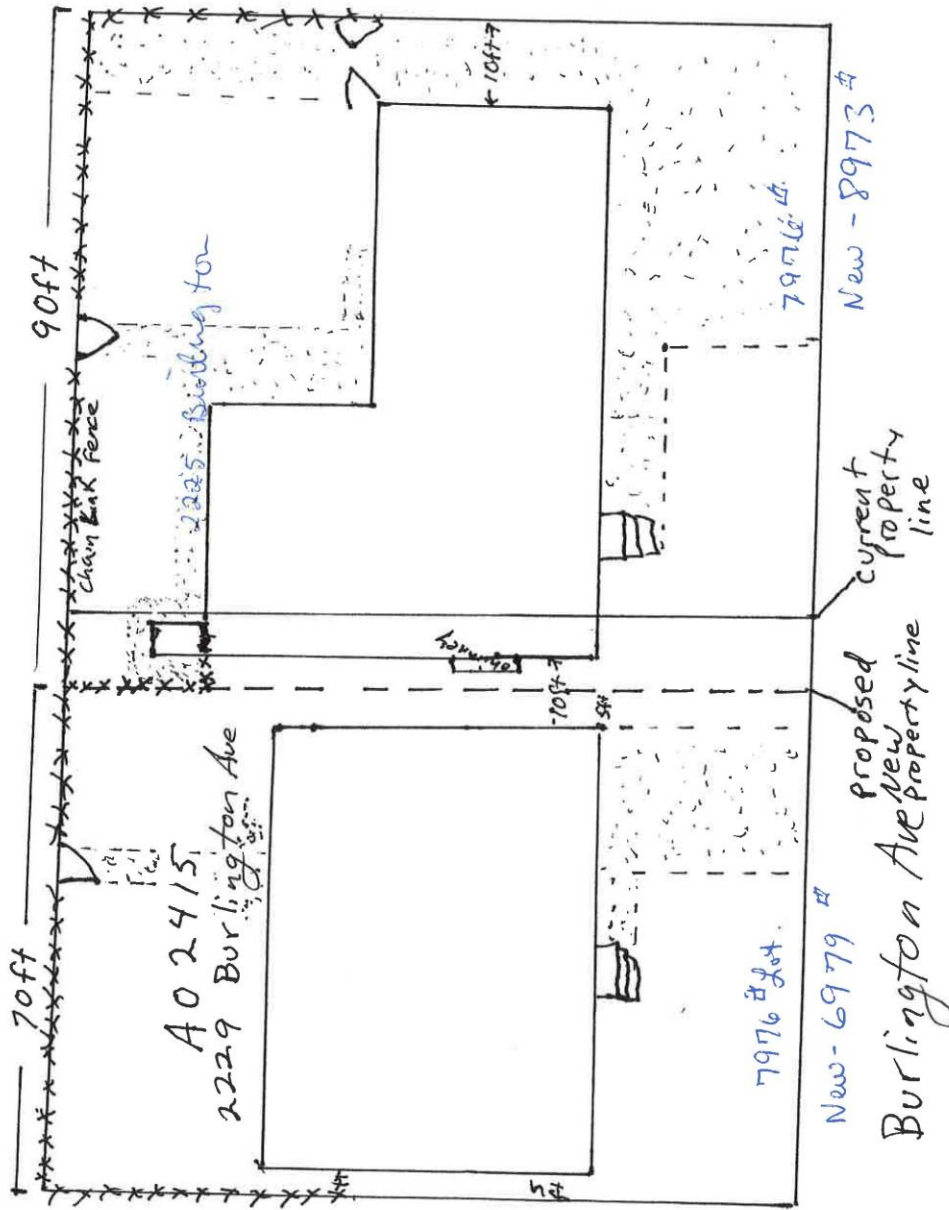 90ft
70ft
chain link Fence
10ft
2225 Burlington
A02415
2229 Burlington Ave
chimney
10ft
5ft
5ft
7976 #
New - 8973 #
7976 # Lot
New - 6979 #
current
property
line
proposed
New
property line
Burlington Ave